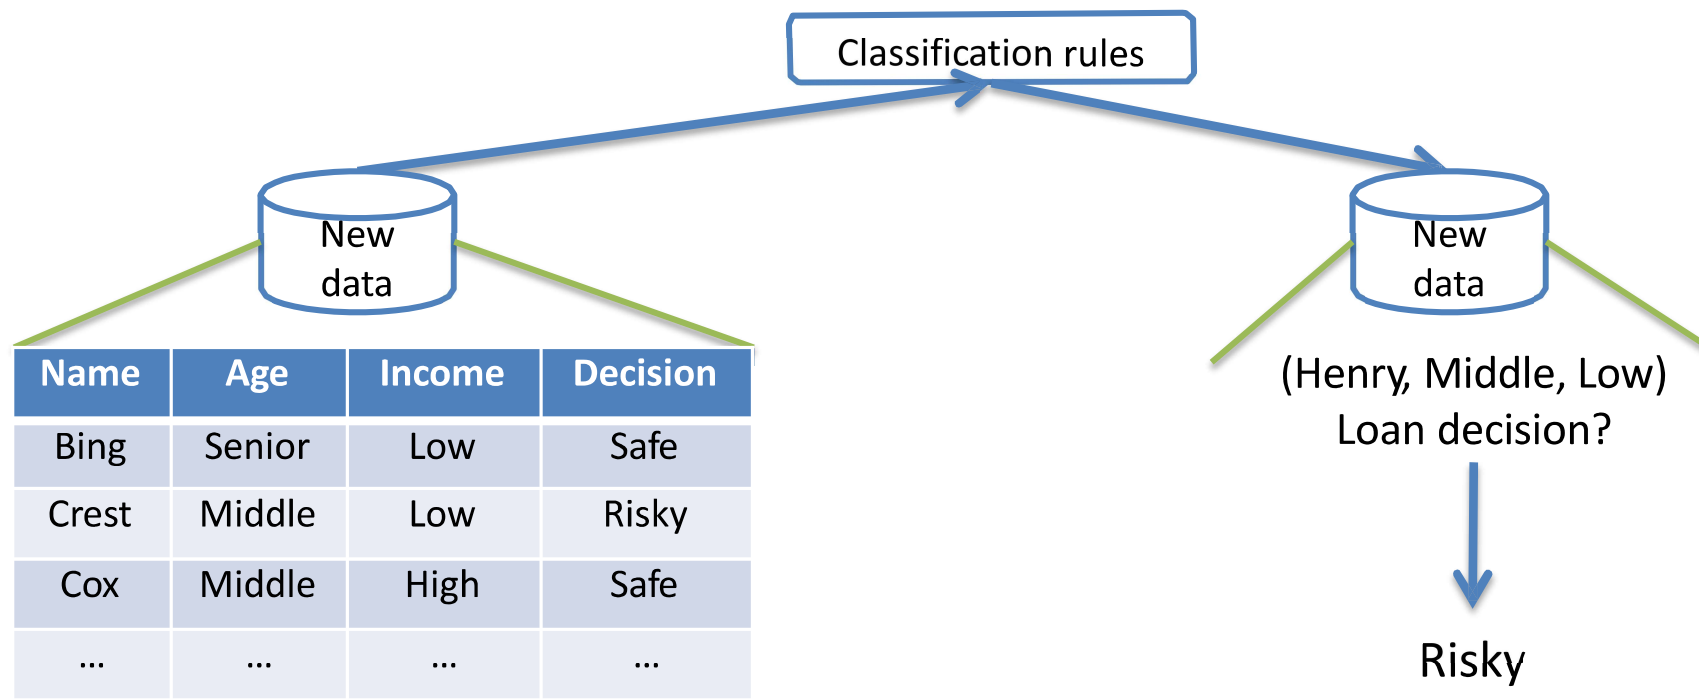 Classification rules
New
data
New
data
Name Age Income Decision
Bing Senior Low Safe
Crest Middle Low Risky
Cox Middle High Safe
... ... ... ...
(Henry, Middle, Low)
Loan decision?
Risky